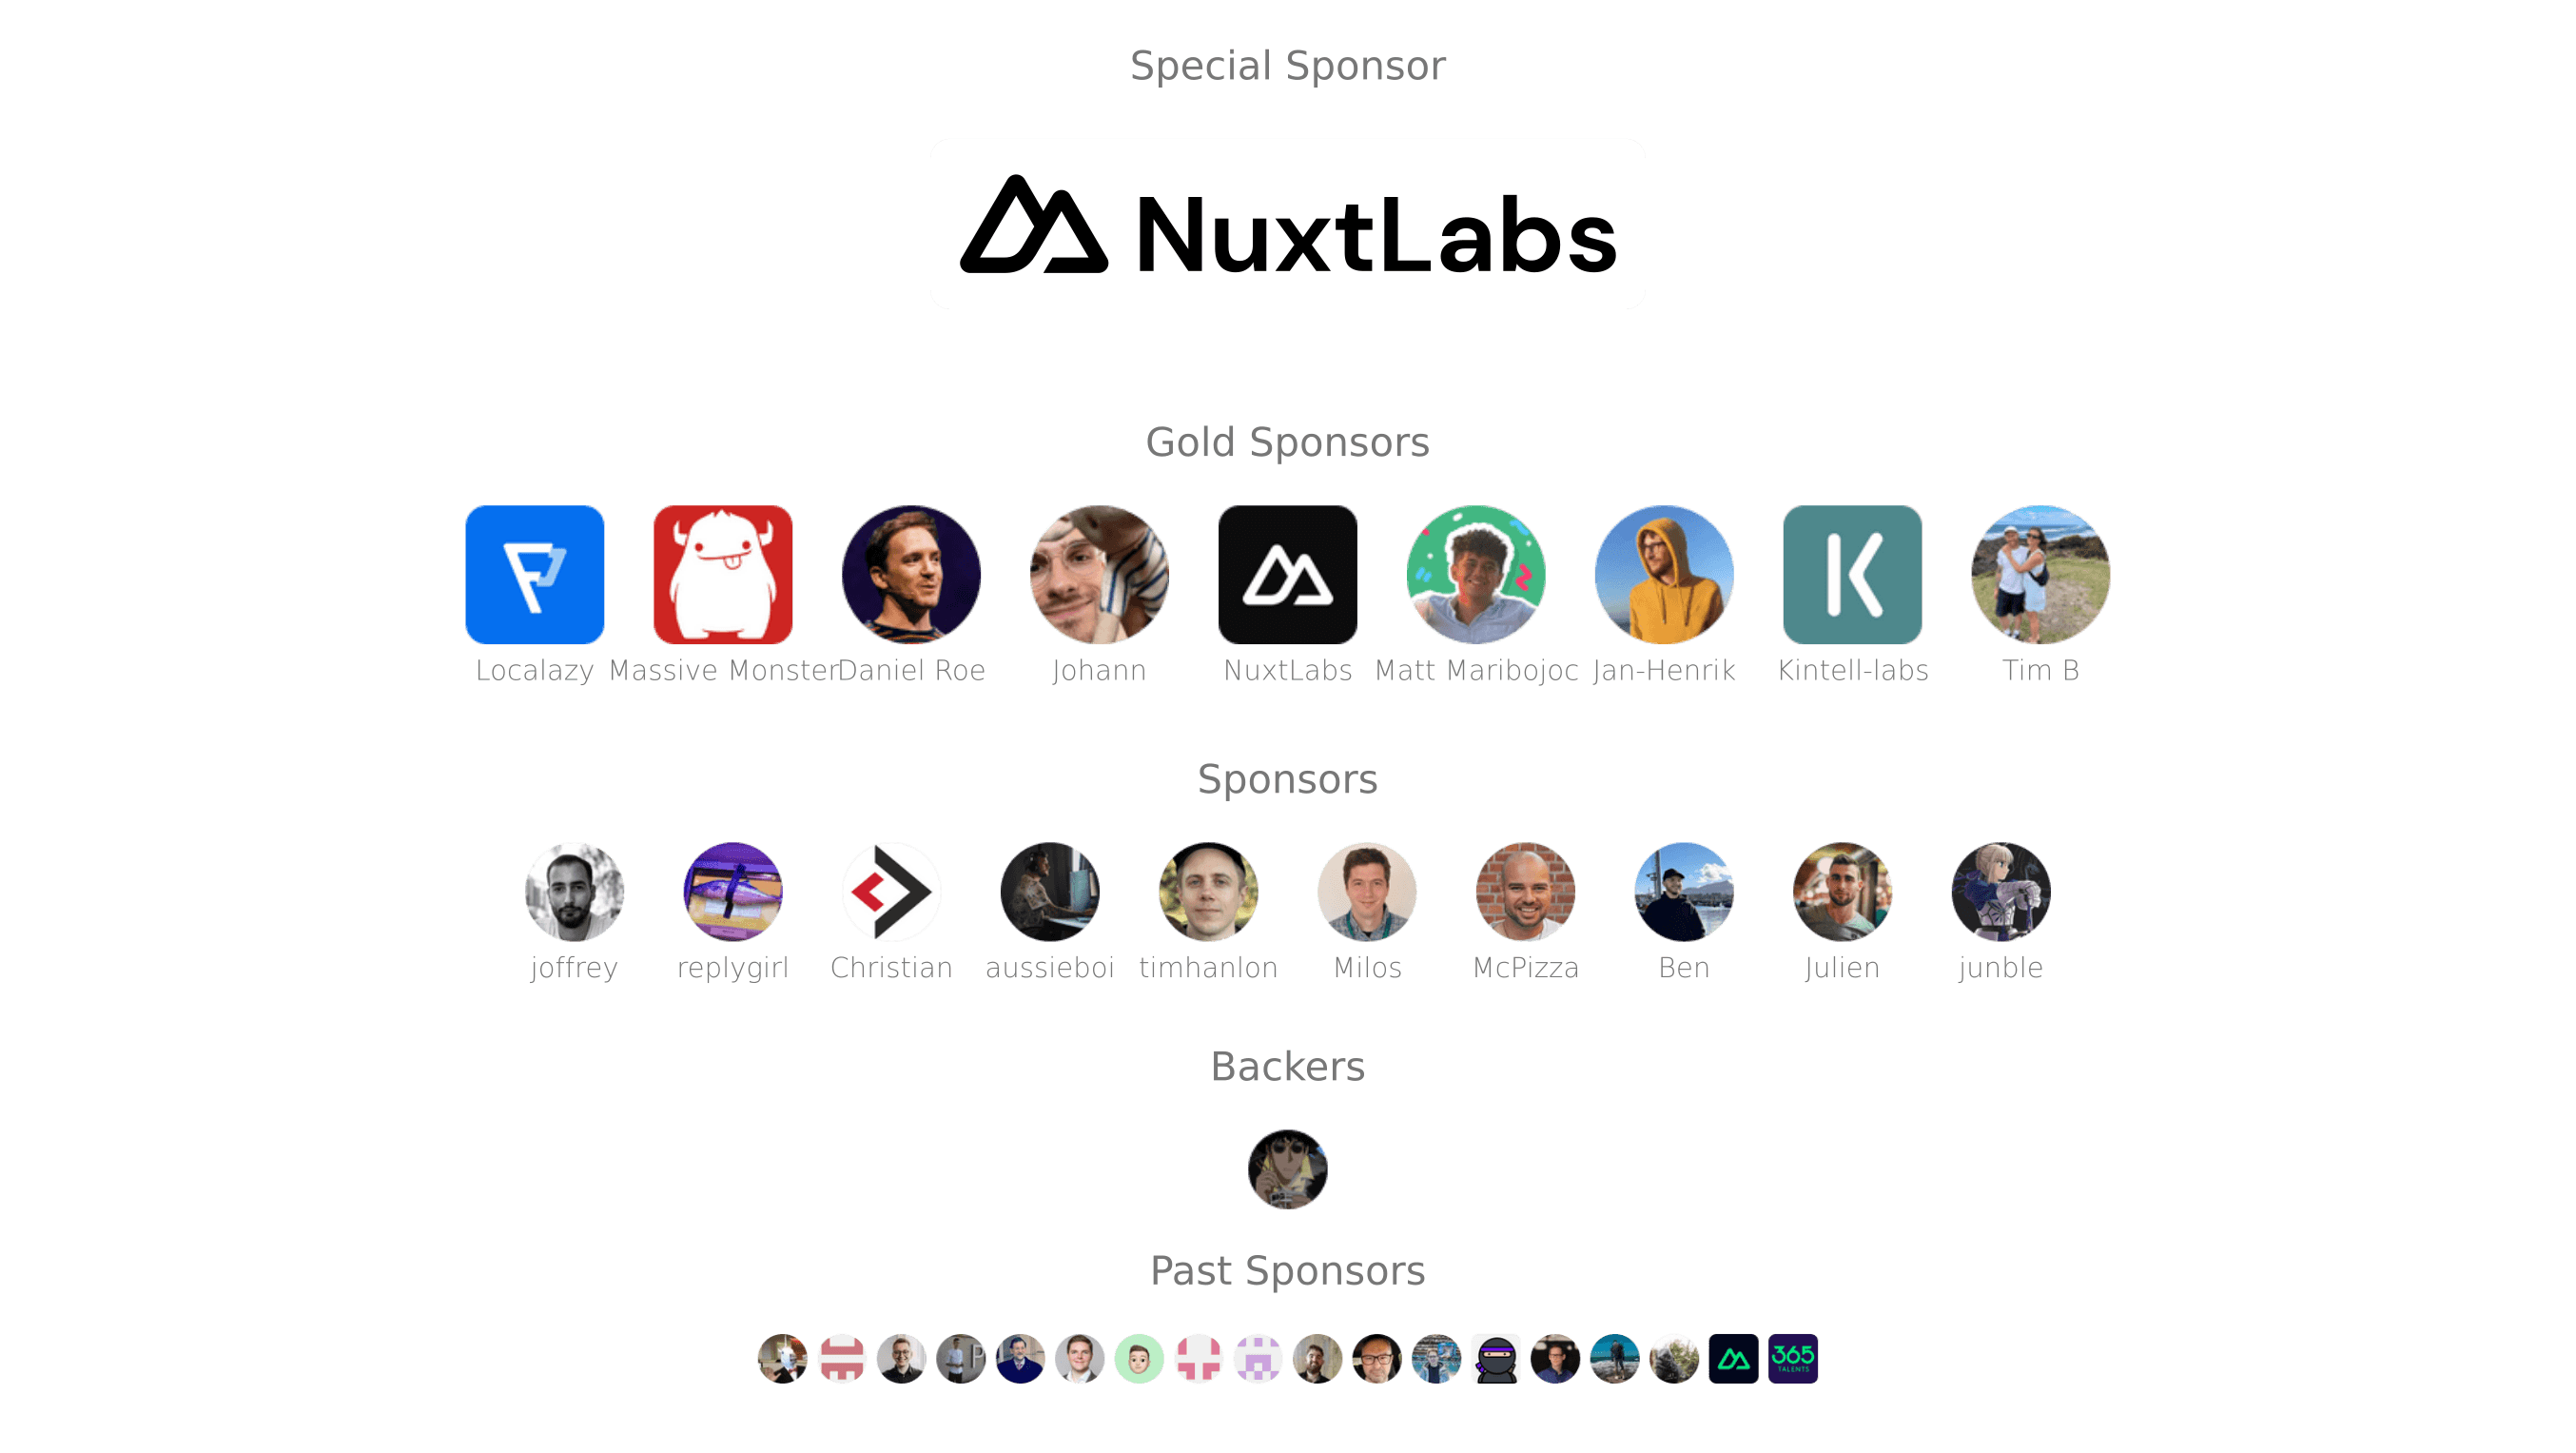 Special Sponsor
NuxtLabs
Gold Sponsors
Localazy Massive Monster Daniel Roe Johann NuxtLabs Matt Maribojoc Jan-Henrik Kintell-labs Tim B
Sponsors
joffrey replygirl Christian aussieboi timhanlon Milos McPizza Ben Julien junble
Backers
Past Sponsors
365
TALENTS